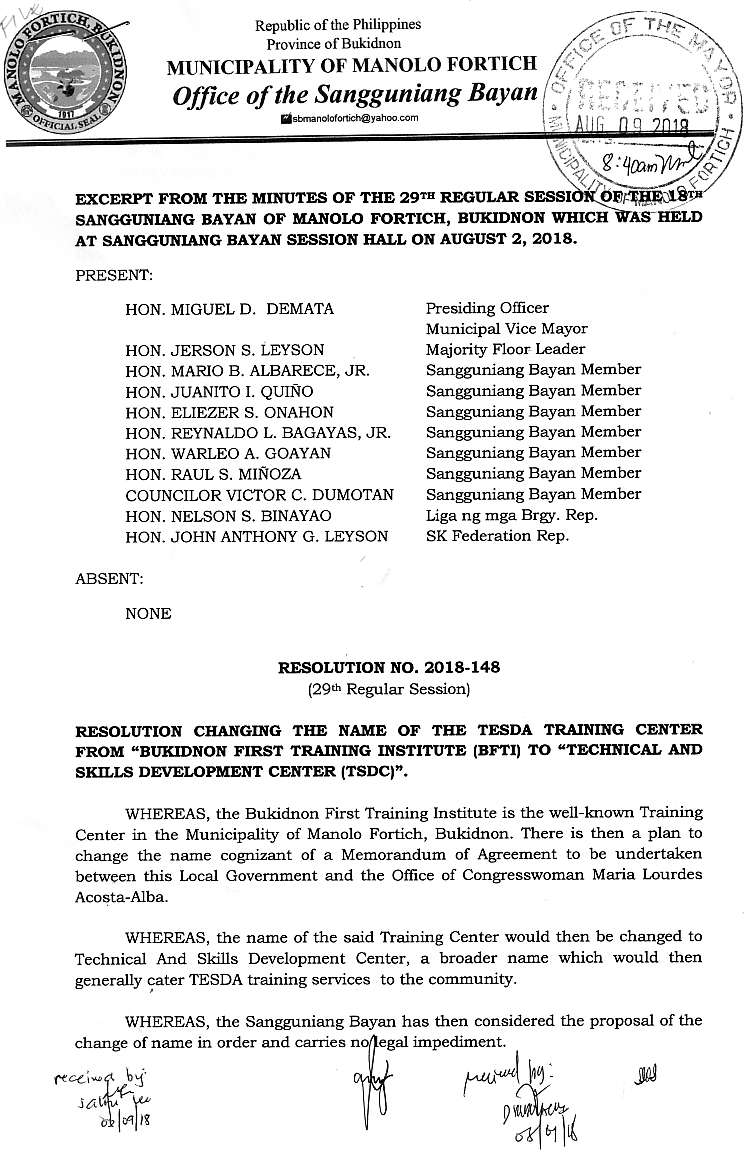 FILE
MANOLO FORTICH, BUKIDNON
1917
OFFICIAL SEAL
Republic of the Philippines
Province of Bukidnon
MUNICIPALITY OF MANOLO FORTICH
Office of the Sangguniang Bayan
sbmanolofortich@yahoo.com
OFFICE OF THE MAYOR
RECEIVED
AUG 09 2018
8:40am
MUNICIPALITY OF MANOLO FORTICH
EXCERPT FROM THE MINUTES OF THE 29TH REGULAR SESSION OF THE 18TH
SANGGUNIANG BAYAN OF MANOLO FORTICH, BUKIDNON WHICH WAS HELD
AT SANGGUNIANG BAYAN SESSION HALL ON AUGUST 2, 2018.
PRESENT:
HON. MIGUEL D. DEMATA Presiding Officer
Municipal Vice Mayor
HON. JERSON S. LEYSON Majority Floor Leader
HON. MARIO B. ALBARECE, JR. Sangguniang Bayan Member
HON. JUANITO I. QUIÑO Sangguniang Bayan Member
HON. ELIEZER S. ONAHON Sangguniang Bayan Member
HON. REYNALDO L. BAGAYAS, JR. Sangguniang Bayan Member
HON. WARLEO A. GOAYAN Sangguniang Bayan Member
HON. RAUL S. MIÑOZA Sangguniang Bayan Member
COUNCILOR VICTOR C. DUMOTAN Sangguniang Bayan Member
HON. NELSON S. BINAYAO Liga ng mga Brgy. Rep.
HON. JOHN ANTHONY G. LEYSON SK Federation Rep.
ABSENT:
NONE
RESOLUTION NO. 2018-148
(29th Regular Session)
RESOLUTION CHANGING THE NAME OF THE TESDA TRAINING CENTER
FROM “BUKIDNON FIRST TRAINING INSTITUTE (BFTI) TO “TECHNICAL AND
SKILLS DEVELOPMENT CENTER (TSDC)”.
WHEREAS, the Bukidnon First Training Institute is the well-known Training
Center in the Municipality of Manolo Fortich, Bukidnon. There is then a plan to
change the name cognizant of a Memorandum of Agreement to be undertaken
between this Local Government and the Office of Congresswoman Maria Lourdes
Acosta-Alba.
WHEREAS, the name of the said Training Center would then be changed to
Technical And Skills Development Center, a broader name which would then
generally cater TESDA training services to the community.
WHEREAS, the Sangguniang Bayan has then considered the proposal of the
change of name in order and carries no legal impediment.
received by:
08/09/18
received by:
08/09/18